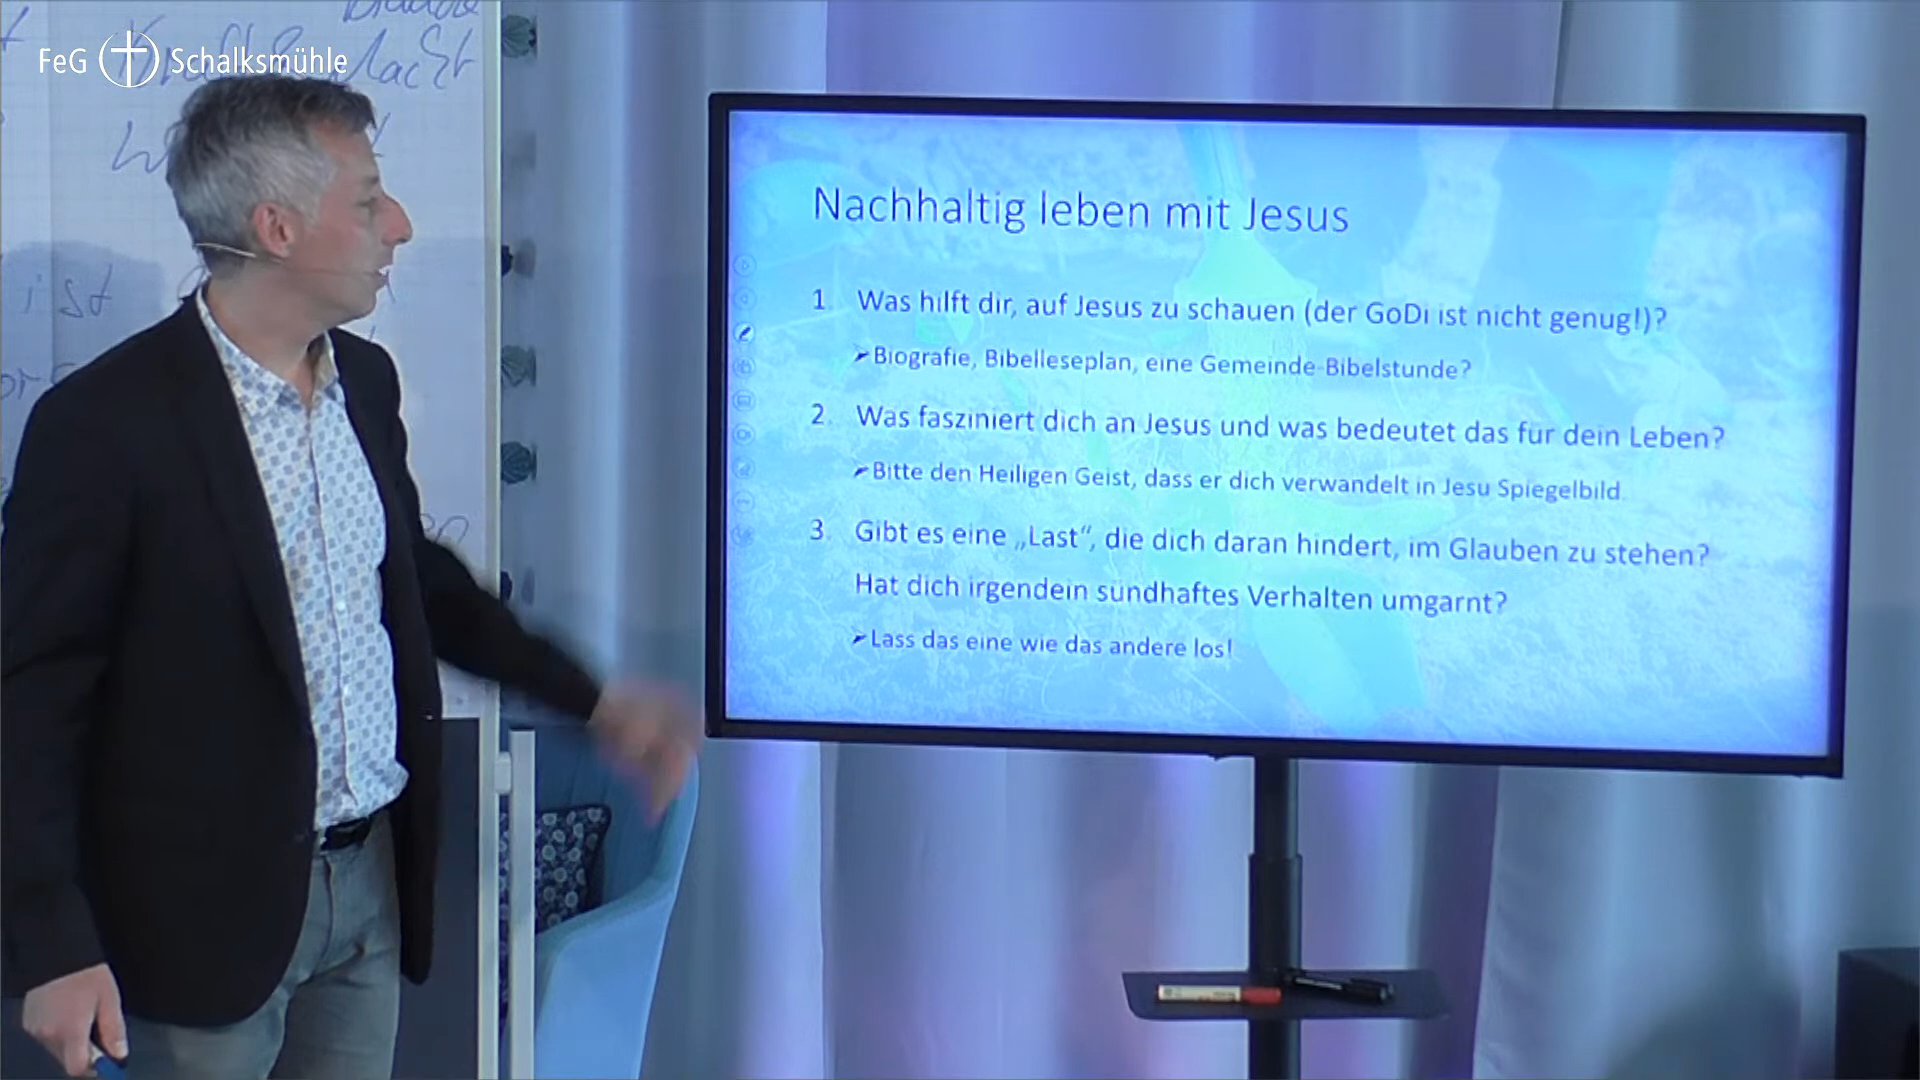 FeG Schalksmühle
Macht
ist
Nachhaltig leben mit Jesus
1. Was hilft dir, auf Jesus zu schauen (der GoDi ist nicht genug!)?
➤Biografie, Bibelleseplan, eine Gemeinde-Bibelstunde?
2. Was fasziniert dich an Jesus und was bedeutet das für dein Leben?
➤Bitte den Heiligen Geist, dass er dich verwandelt in Jesu Spiegelbild.
3. Gibt es eine „Last“, die dich daran hindert, im Glauben zu stehen?
Hat dich irgendein sündhaftes Verhalten umgarnt?
➤Lass das eine wie das andere los!